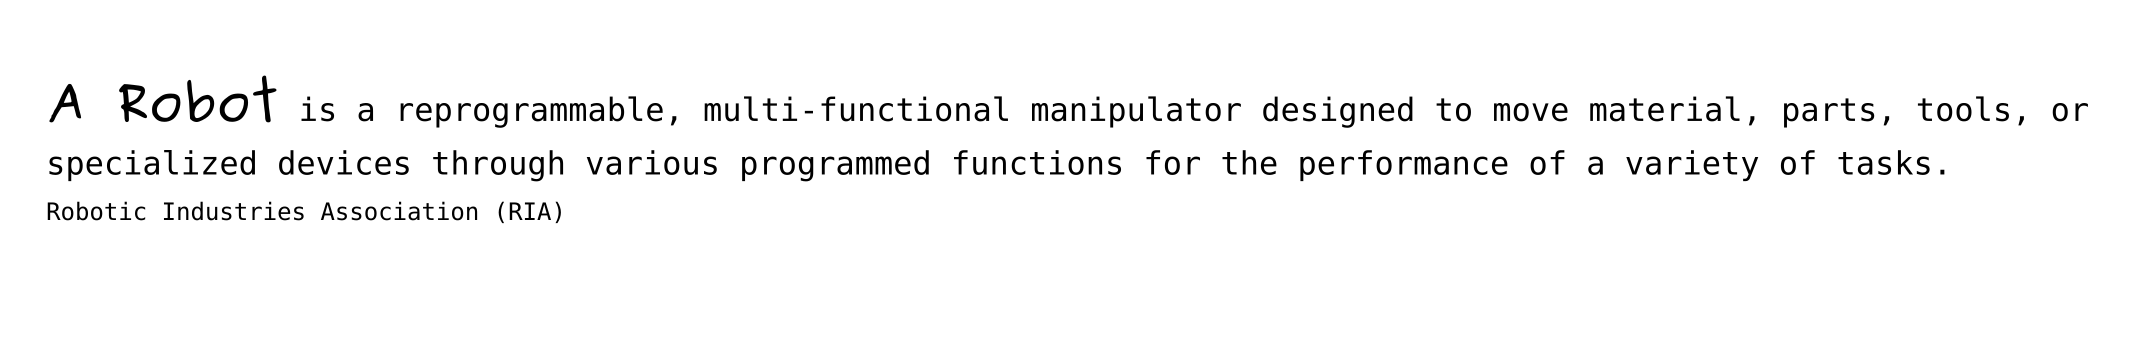 A Robot is a reprogrammable, multi-functional manipulator designed to move material, parts, tools, or
specialized devices through various programmed functions for the performance of a variety of tasks.
Robotic Industries Association (RIA)